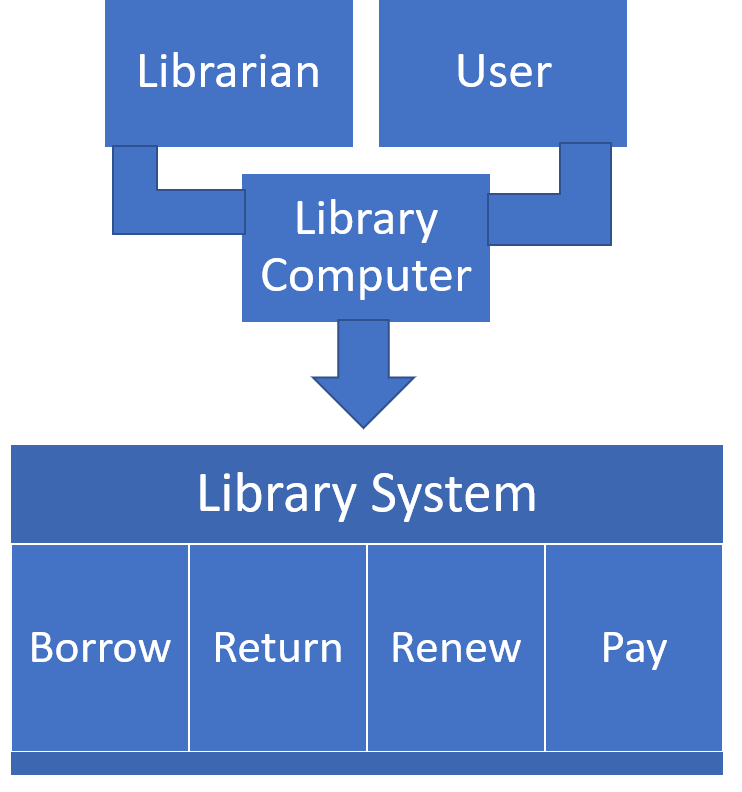 Librarian
User
Library
Computer
Library System
Borrow
Return
Renew
Pay